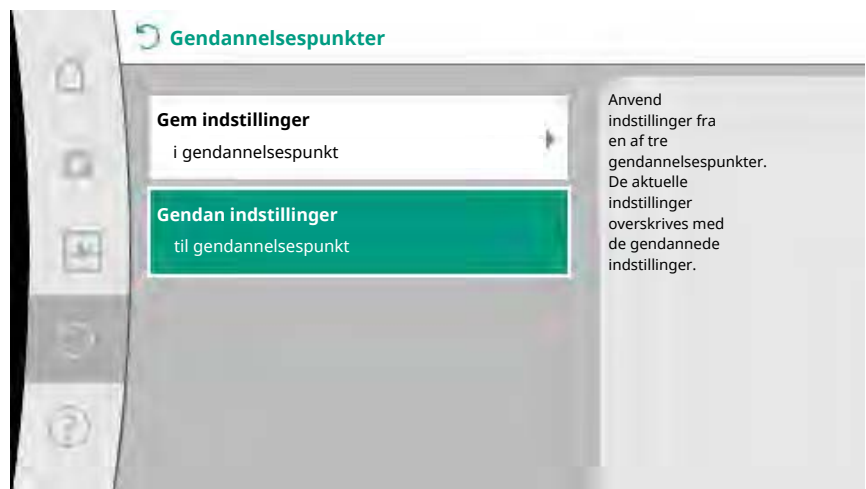 Gendannelsespunkter
Gem indstillinger
i gendannelsespunkt
Gendan indstillinger
til gendannelsespunkt
Anvend
indstillinger fra
en af tre
gendannelsespunkter.
De aktuelle
indstillinger
overskrives med
de gendannede
indstillinger.